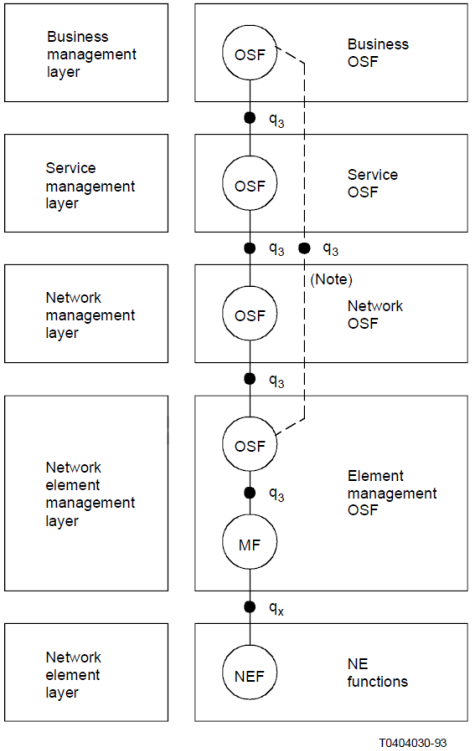 Business
management
layer
OSF
Business
OSF
q3
Service
management
layer
OSF
Service
OSF
q3
q3
(Note)
Network
management
layer
OSF
Network
OSF
q3
OSF
Network
element
management
layer
q3
Element
management
OSF
MF
qx
Network
element
layer
NEF
NE
functions
T0404030-93